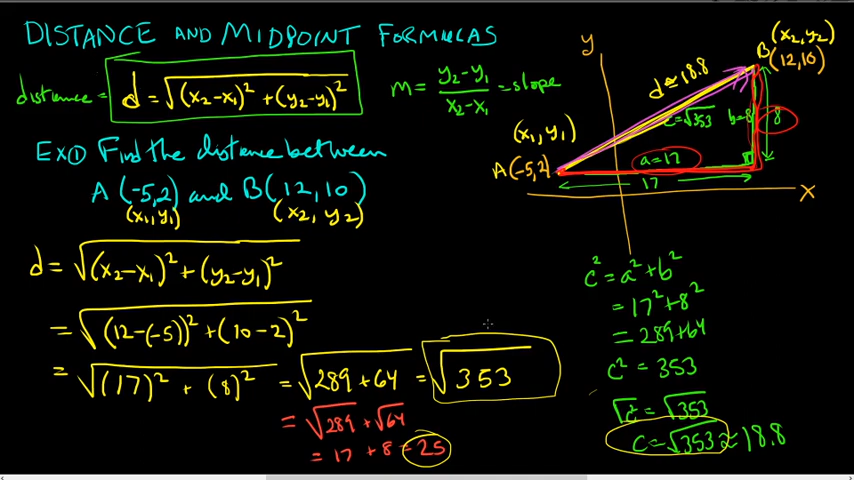 DISTANCE AND MIDPOINT FORMULAS
distance = d = √(x₂-x₁)² + (y₂-y₁)²
m = y₂-y₁ / x₂-x₁ = slope
Ex① Find the distance between
A (-5,2) and B(12,10)
(x₁,y₁) (x₂, y₂)
d = √(x₂-x₁)² + (y₂-y₁)²
= √(12-(-5))² + (10-2)²
= √(17)² + (8)² = √289+64 = √353
= √289 + √64
= 17 + 8 = 25
y
(x₂,y₂)
B (12,10)
d ≈ 18.8
c=√353 b=8 8
(x₁,y₁)
A(-5,2) a=17
17
x
c² = a² + b²
= 17² + 8²
= 289+64
c² = 353
√c² = √353
c = √353 ≈ 18.8